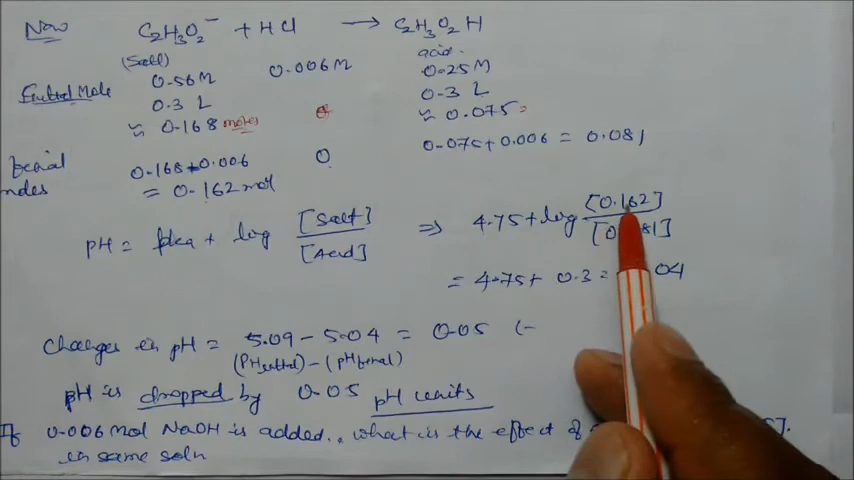 Now C₂H₃O₂⁻ + HCl → C₂H₃O₂H
(Salt) acid.
0.56M 0.006M 0.25M
Initial Mole
0.3 L 0.3 L
≈ 0.168 moles 0 ≈ 0.075
0.168-0.006 0 0.075+0.006 = 0.081
= 0.162 mol
pH = pka + log [Salt]/[Acid] ⇒ 4.75+log [0.162]
= 4.75+ 0.3 = 04
Changes in pH = 5.09 - 5.04 = 0.05 (-
(PH initial) - (pH final)
pH is dropped by 0.05 pH units
If 0.006 mol NaOH is added., what is the effect of
in same soln